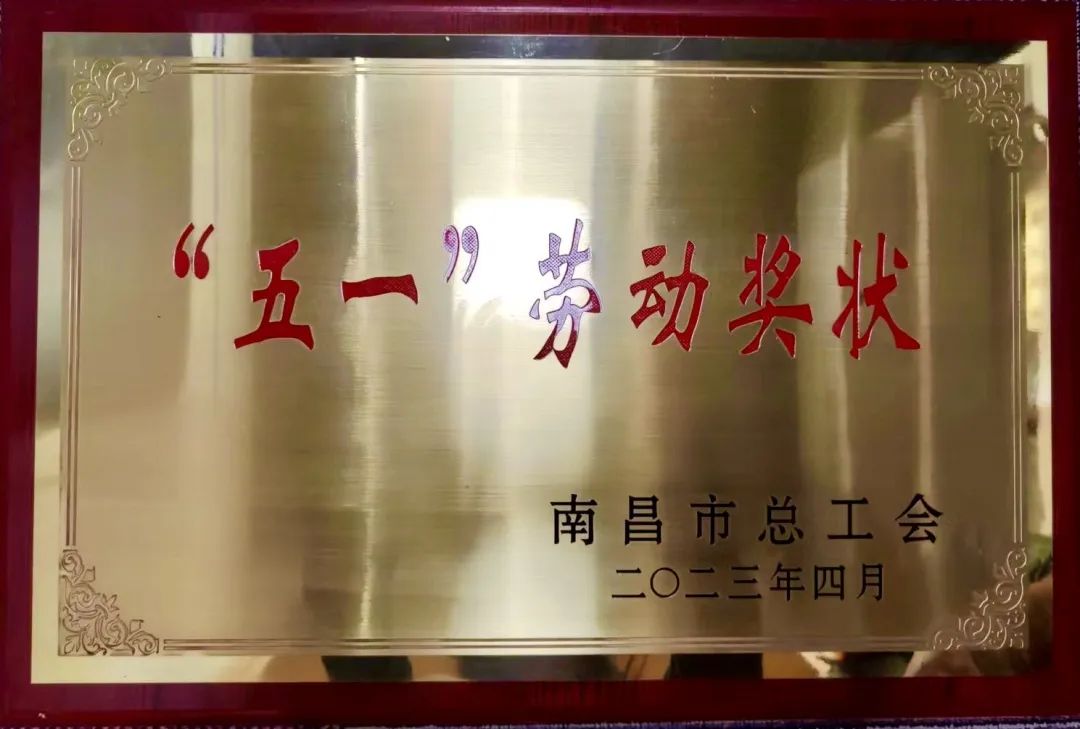 “五一”劳动奖状
南昌市总工会
二〇二三年四月